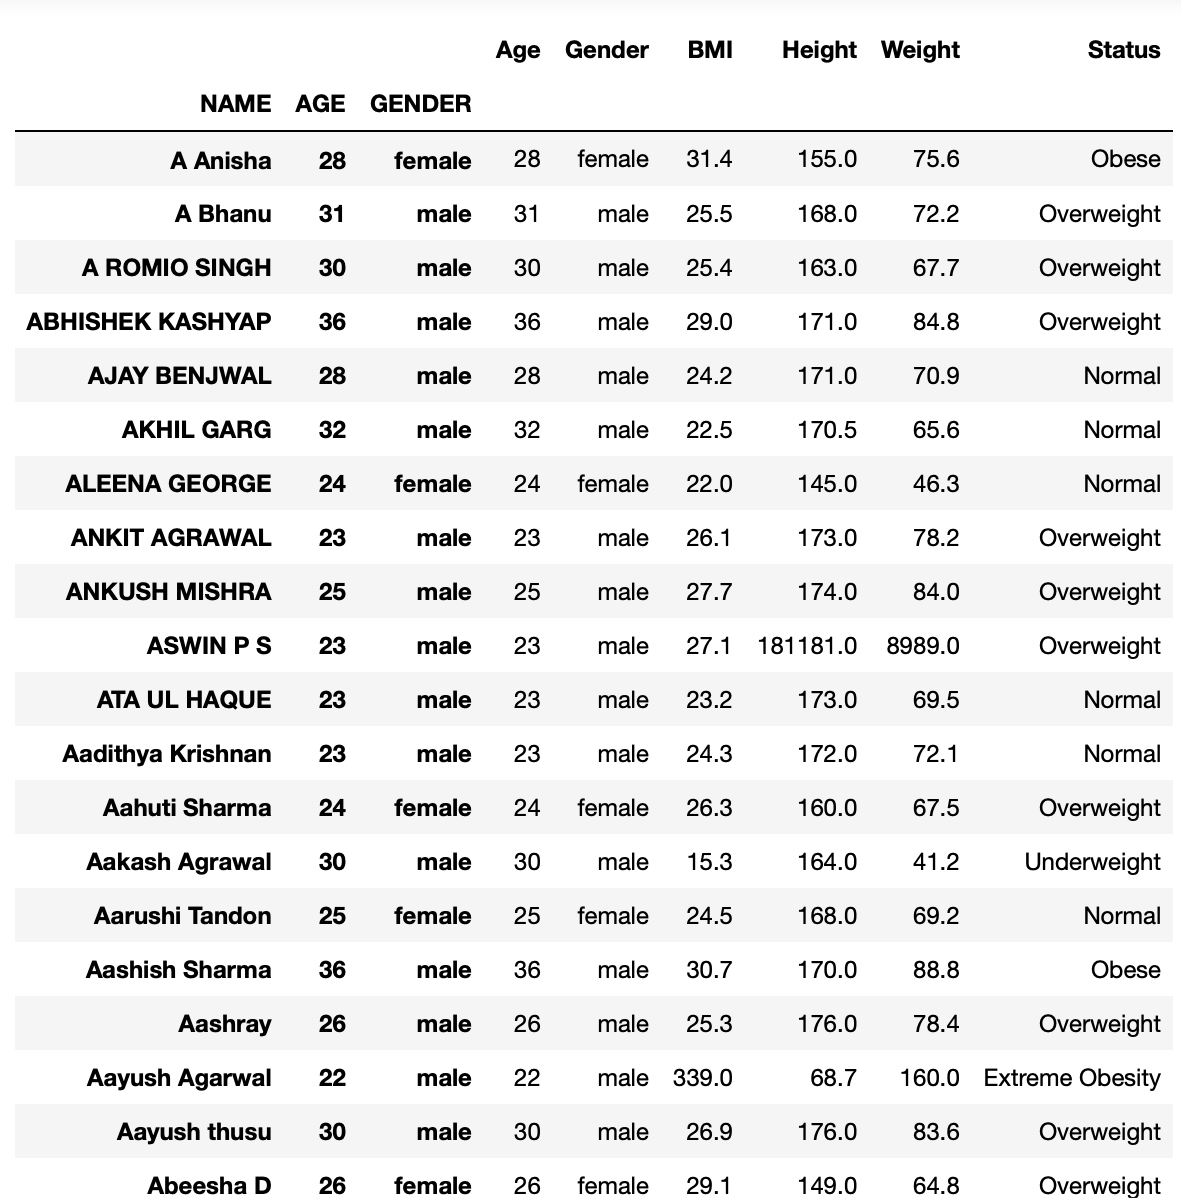 Age Gender BMI Height Weight Status
NAME AGE GENDER
A Anisha 28 female 28 female 31.4 155.0 75.6 Obese
A Bhanu 31 male 31 male 25.5 168.0 72.2 Overweight
A ROMIO SINGH 30 male 30 male 25.4 163.0 67.7 Overweight
ABHISHEK KASHYAP 36 male 36 male 29.0 171.0 84.8 Overweight
AJAY BENJWAL 28 male 28 male 24.2 171.0 70.9 Normal
AKHIL GARG 32 male 32 male 22.5 170.5 65.6 Normal
ALEENA GEORGE 24 female 24 female 22.0 145.0 46.3 Normal
ANKIT AGRAWAL 23 male 23 male 26.1 173.0 78.2 Overweight
ANKUSH MISHRA 25 male 25 male 27.7 174.0 84.0 Overweight
ASWIN P S 23 male 23 male 27.1 181181.0 8989.0 Overweight
ATA UL HAQUE 23 male 23 male 23.2 173.0 69.5 Normal
Aadithya Krishnan 23 male 23 male 24.3 172.0 72.1 Normal
Aahuti Sharma 24 female 24 female 26.3 160.0 67.5 Overweight
Aakash Agrawal 30 male 30 male 15.3 164.0 41.2 Underweight
Aarushi Tandon 25 female 25 female 24.5 168.0 69.2 Normal
Aashish Sharma 36 male 36 male 30.7 170.0 88.8 Obese
Aashray 26 male 26 male 25.3 176.0 78.4 Overweight
Aayush Agarwal 22 male 22 male 339.0 68.7 160.0 Extreme Obesity
Aayush thusu 30 male 30 male 26.9 176.0 83.6 Overweight
Abeesha D 26 female 26 female 29.1 149.0 64.8 Overweight